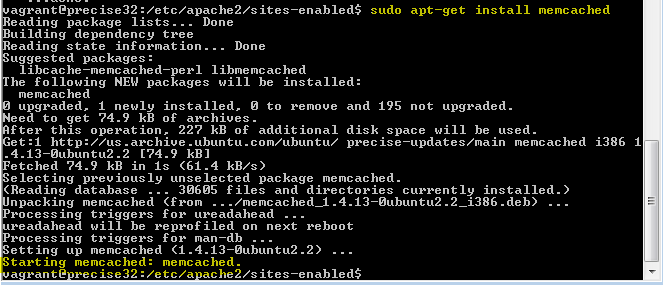 vagrant@precise32:/etc/apache2/sites-enabled$ sudo apt-get install memcached
Reading package lists... Done
Building dependency tree
Reading state information... Done
Suggested packages:
  libcache-memcached-perl libmemcached
The following NEW packages will be installed:
  memcached
0 upgraded, 1 newly installed, 0 to remove and 195 not upgraded.
Need to get 74.9 kB of archives.
After this operation, 227 kB of additional disk space will be used.
Get:1 http://us.archive.ubuntu.com/ubuntu/ precise-updates/main memcached i386 1
.4.13-0ubuntu2.2 [74.9 kB]
Fetched 74.9 kB in 1s (61.4 kB/s)
Selecting previously unselected package memcached.
(Reading database ... 30605 files and directories currently installed.)
Unpacking memcached (from .../memcached_1.4.13-0ubuntu2.2_i386.deb) ...
Processing triggers for ureadahead ...
ureadahead will be reprofiled on next reboot
Processing triggers for man-db ...
Setting up memcached (1.4.13-0ubuntu2.2) ...
Starting memcached: memcached.
vagrant@precise32:/etc/apache2/sites-enabled$